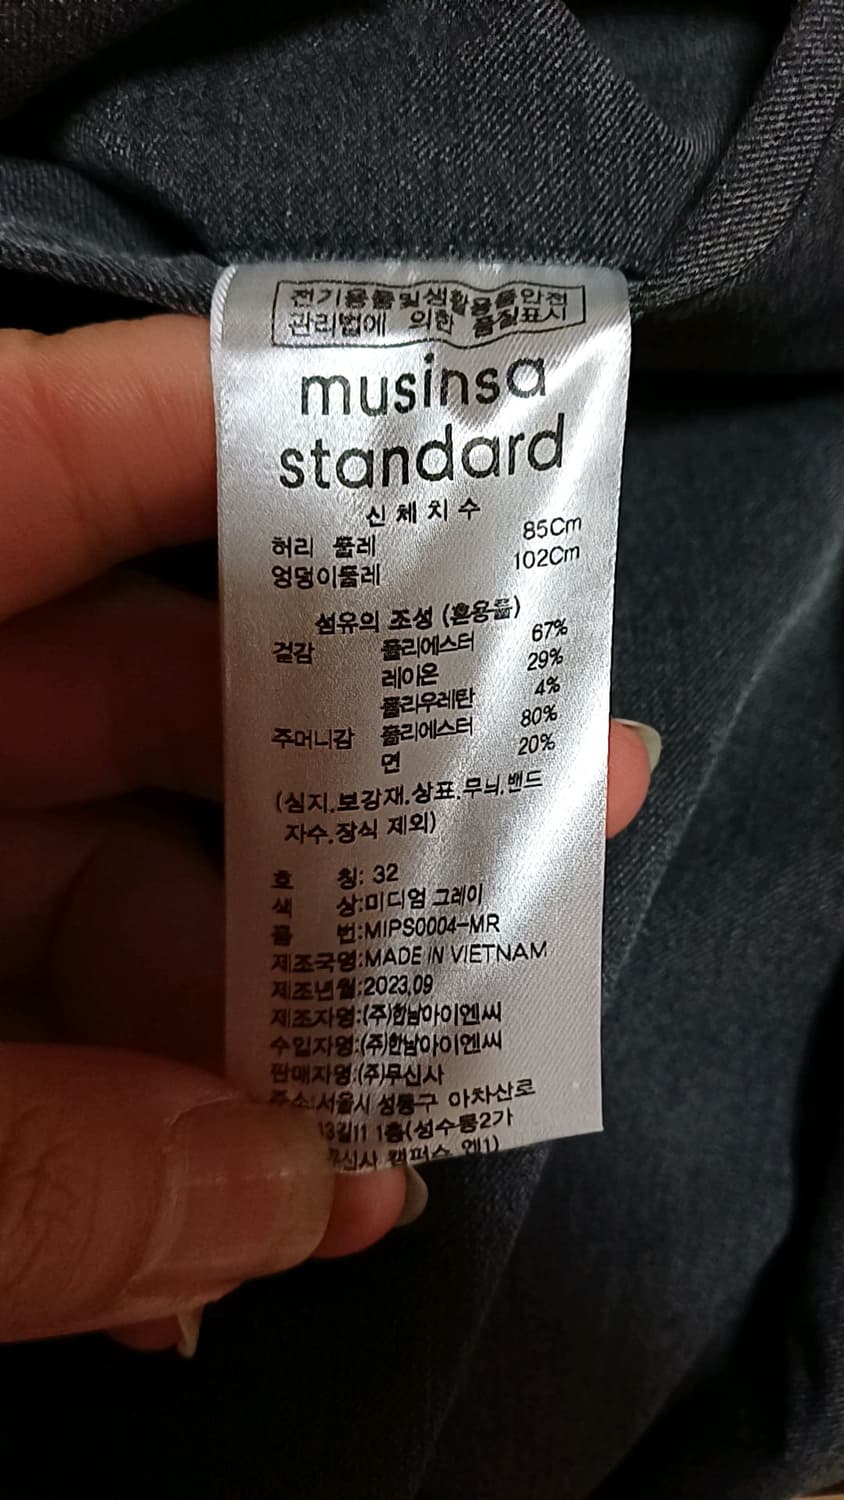 전기용품및생활용품안전
관리법에 의한 품질표시
musinsa
standard
신체치수
허리 둘레 85Cm
엉덩이둘레 102Cm
섬유의 조성 (혼용율)
겉감 폴리에스터 67%
레이온 29%
폴리우레탄 4%
주머니감 폴리에스터 80%
면 20%
(심지.보강재.상표.무늬.밴드
자수.장식 제외)
호 칭: 32
색 상:미디엄 그레이
품 번:MIPS0004-MR
제조국명:MADE IN VIETNAM
제조년월:2023.09
제조자명:(주)한남아이엔씨
수입자명:(주)한남아이엔씨
판매자명:(주)무신사
주소:서울시 성동구 아차산로
13길11 1층(성수동2가
무신사 캠퍼스 엔1)